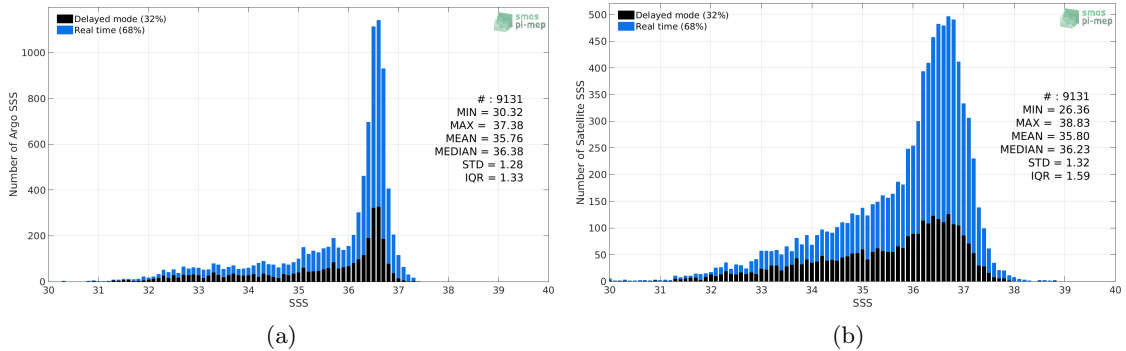 Delayed mode (32%)
Real time (68%)
smos
pi-mep
Number of Argo SSS
1000
800
600
400
200
0
# : 9131
MIN = 30.32
MAX = 37.38
MEAN = 35.76
MEDIAN = 36.38
STD = 1.28
IQR = 1.33
30 31 32 33 34 35 36 37 38 39 40
SSS
(a)
Delayed mode (32%)
Real time (68%)
smos
pi-mep
Number of Satellite SSS
500
450
400
350
300
250
200
150
100
50
0
# : 9131
MIN = 26.36
MAX = 38.83
MEAN = 35.80
MEDIAN = 36.23
STD = 1.32
IQR = 1.59
30 31 32 33 34 35 36 37 38 39 40
SSS
(b)